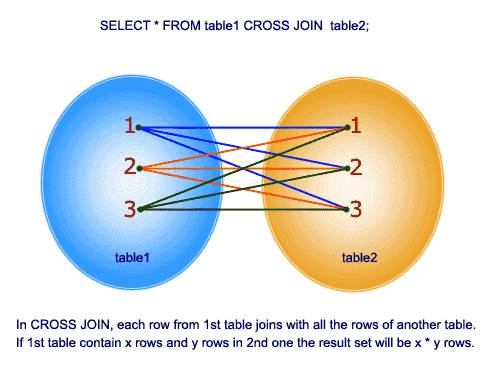 SELECT * FROM table1 CROSS JOIN table2;
1 1
2 2
3 3
table1 table2
In CROSS JOIN, each row from 1st table joins with all the rows of another table.
If 1st table contain x rows and y rows in 2nd one the result set will be x * y rows.